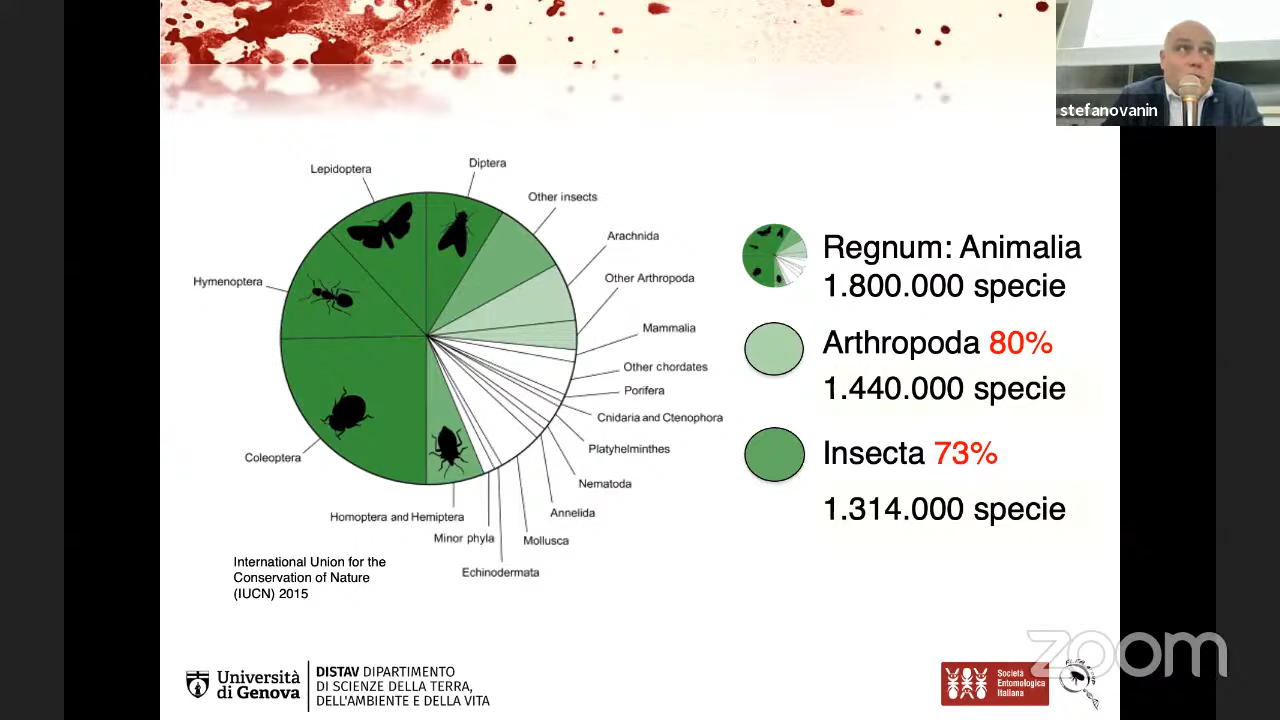 stefanovanin
Lepidoptera
Diptera
Other insects
Arachnida
Other Arthropoda
Hymenoptera
Mammalia
Other chordates
Porifera
Cnidaria and Ctenophora
Platyhelminthes
Coleoptera
Nematoda
Annelida
Homoptera and Hemiptera
Minor phyla
Mollusca
Echinodermata
International Union for the
Conservation of Nature
(IUCN) 2015
Regnum: Animalia
1.800.000 specie
Arthropoda 80%
1.440.000 specie
Insecta 73%
1.314.000 specie
Università
di Genova
DISTAV DIPARTIMENTO
DI SCIENZE DELLA TERRA,
DELL'AMBIENTE E DELLA VITA
Società
Entomologica
Italiana
zoom